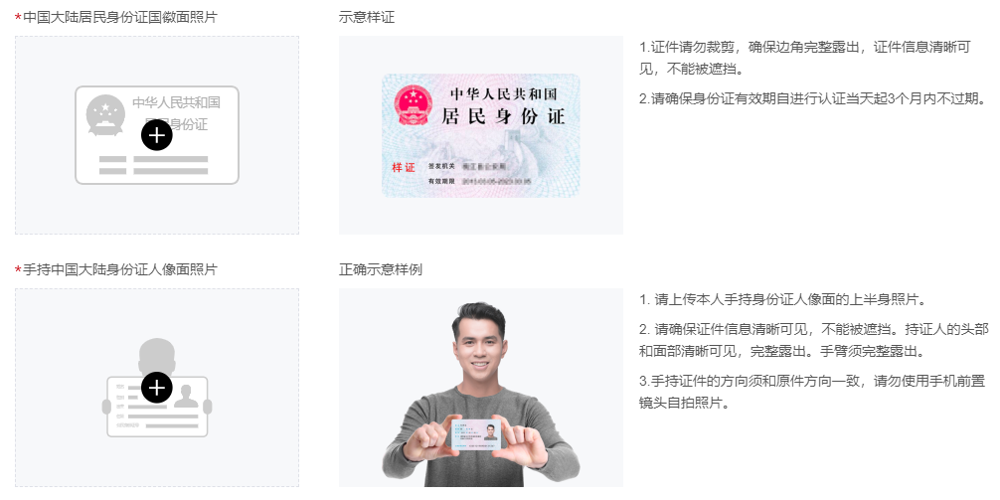 *中国大陆居民身份证国徽面照片
示意样证
中华人民共和国
居民身份证
中华人民共和国
居民身份证
样证
签发机关
有效期限
1.证件请勿裁剪，确保边角完整露出，证件信息清晰可
见，不能被遮挡。
2.请确保身份证有效期自进行认证当天起3个月内不过期。
*手持中国大陆身份证人像面照片
正确示意样例
1. 请上传本人手持身份证人像面的上半身照片。
2. 请确保证件信息清晰可见，不能被遮挡。持证人的头部
和面部清晰可见，完整露出。手臂须完整露出。
3.手持证件的方向须和原件方向一致，请勿使用手机前置
镜头自拍照片。